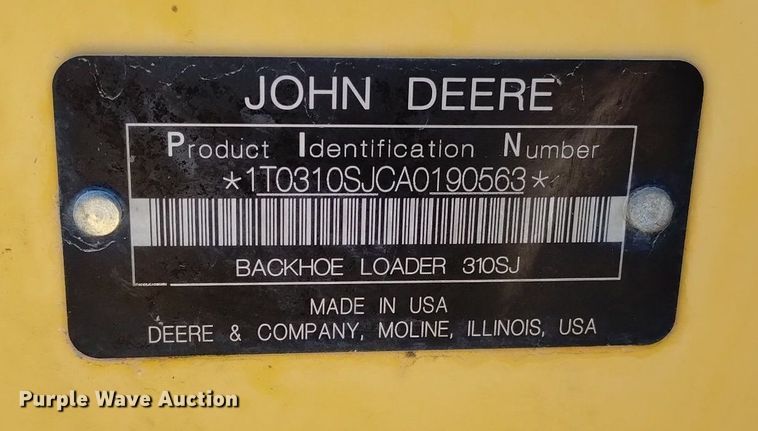 JOHN DEERE
Product Identification Number
*1T0310SJCA0190563*
BACKHOE LOADER 310SJ
MADE IN USA
DEERE & COMPANY, MOLINE, ILLINOIS, USA
Purple Wave Auction